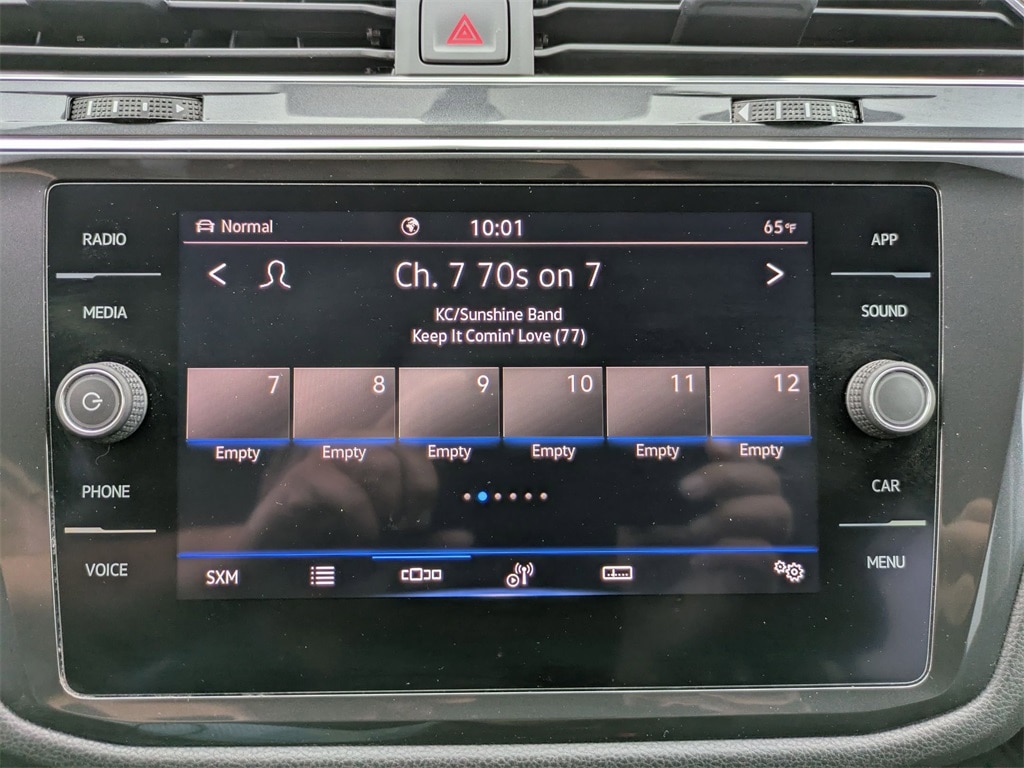 Normal 10:01 65°F
RADIO
APP
< Ch. 7 70s on 7 >
MEDIA
SOUND
KC/Sunshine Band
Keep It Comin' Love (77)
7 8 9 10 11 12
Empty Empty Empty Empty Empty Empty
PHONE
CAR
VOICE
MENU
SXM